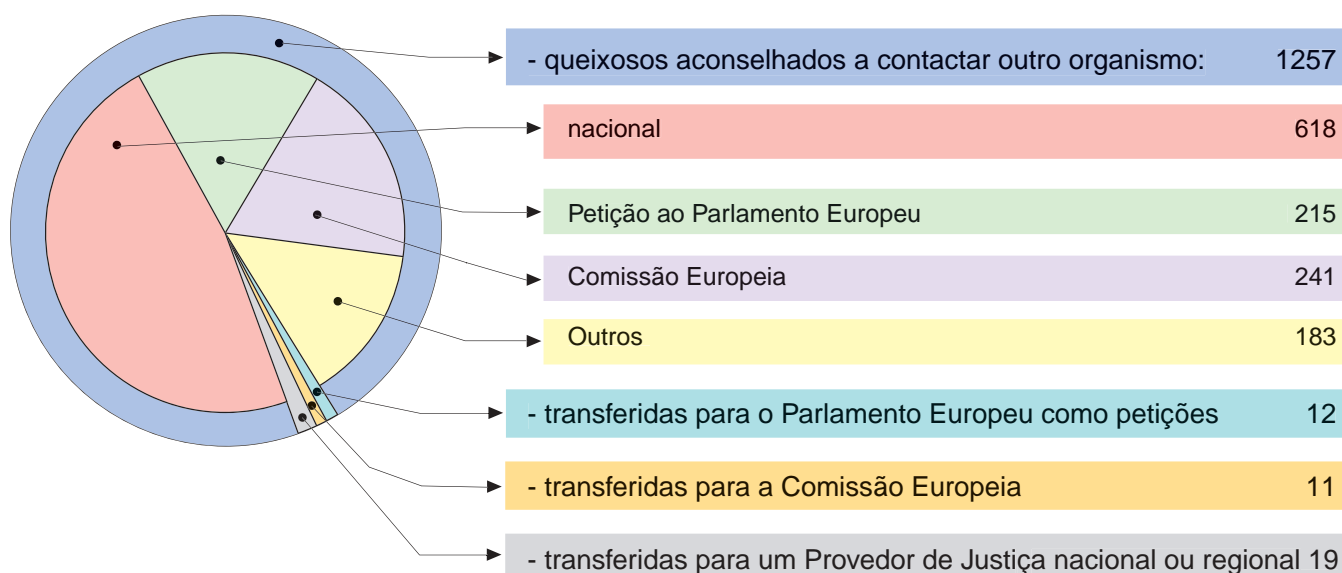 - queixosos aconselhados a contactar outro organismo: 1257
nacional 618
Petição ao Parlamento Europeu 215
Comissão Europeia 241
Outros 183
- transferidas para o Parlamento Europeu como petições 12
- transferidas para a Comissão Europeia 11
- transferidas para um Provedor de Justiça nacional ou regional 19